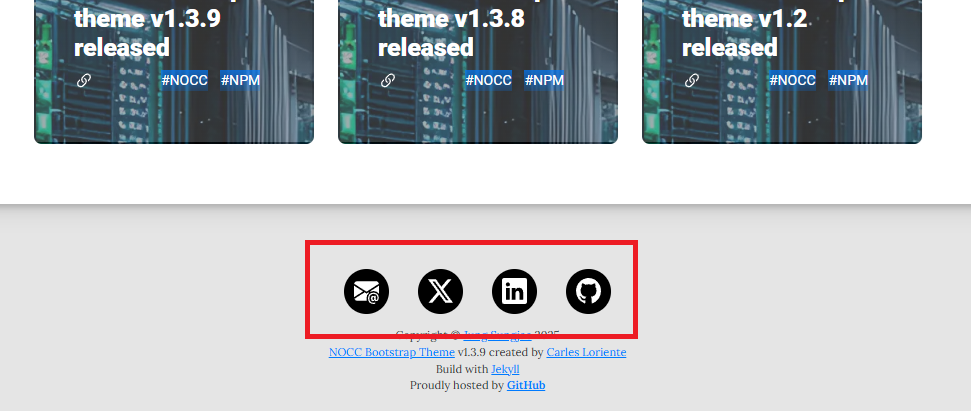 theme v1.3.9
released
#NOCC #NPM
theme v1.3.8
released
#NOCC #NPM
theme v1.2
released
#NOCC #NPM
Copyright © Jung Sungjae 2025
NOCC Bootstrap Theme v1.3.9 created by Carles Loriente
Build with Jekyll
Proudly hosted by GitHub